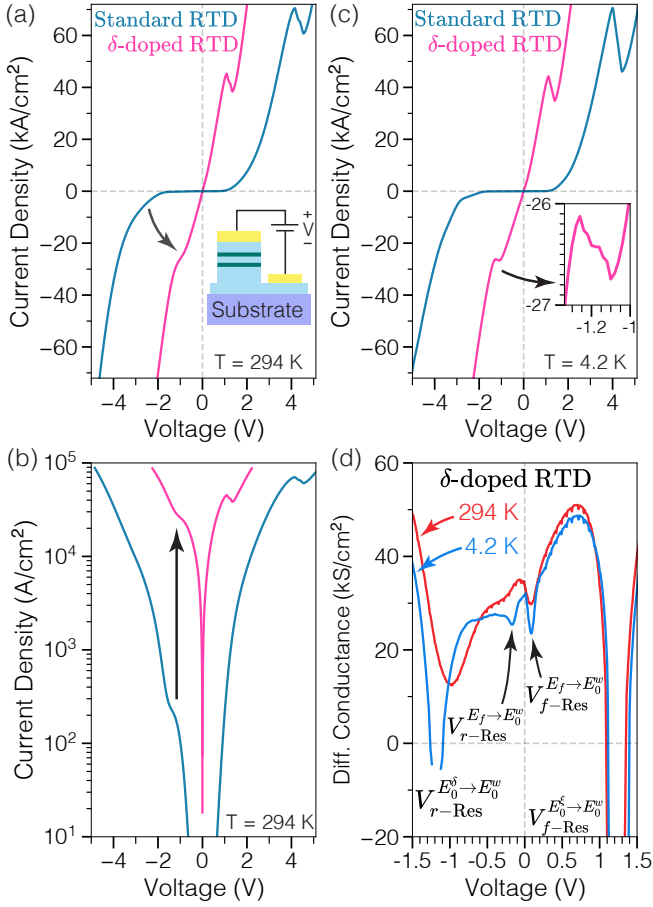 (a)
Standard RTD
δ-doped RTD
Current Density (kA/cm²)
60
40
20
0
−20
−40
−60
−4 −2 0 2 4
Voltage (V)
+
V
−
Substrate
T = 294 K
(c)
Standard RTD
δ-doped RTD
Current Density (kA/cm²)
60
40
20
0
−20
−40
−60
−4 −2 0 2 4
Voltage (V)
-26
-27
-1.2 -1
T = 4.2 K
(b)
Current Density (A/cm²)
10⁵
10⁴
10³
10²
10¹
−4 −2 0 2 4
Voltage (V)
T = 294 K
(d)
δ-doped RTD
294 K
4.2 K
Diff. Conductance (kS/cm²)
60
40
20
0
−20
-1.5 -1 -0.5 0 0.5 1 1.5
Voltage (V)
V_{r−Res}^{E_f→E_0^w}
V_{f−Res}^{E_f→E_0^w}
V_{r−Res}^{E_0^δ→E_0^w}
V_{f−Res}^{E_0^ξ→E_0^w}